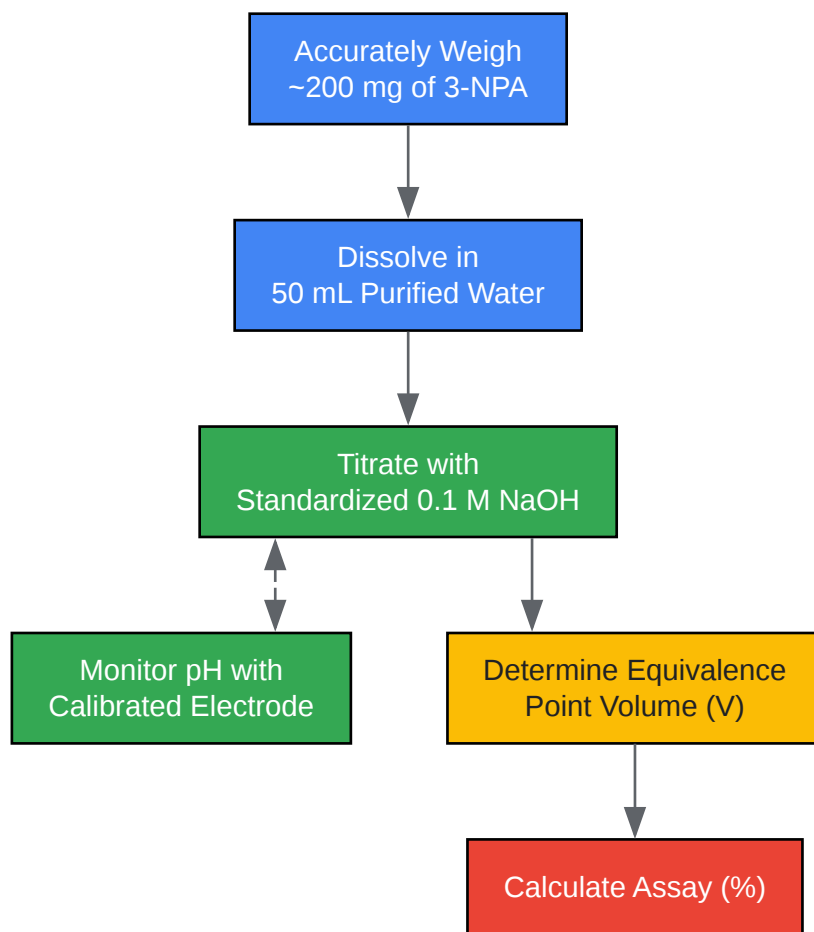 Accurately Weigh
~200 mg of 3-NPA
Dissolve in
50 mL Purified Water
Titrate with
Standardized 0.1 M NaOH
Monitor pH with
Calibrated Electrode
Determine Equivalence
Point Volume (V)
Calculate Assay (%)